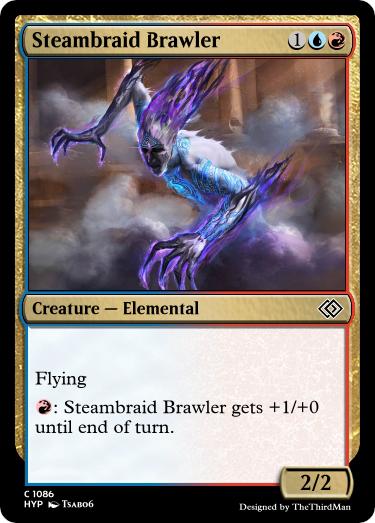 Steambraid Brawler 1
Creature — Elemental
Flying
: Steambraid Brawler gets +1/+0
until end of turn.
2/2
C 1086
HYP Tsabo6
Designed by TheThirdMan